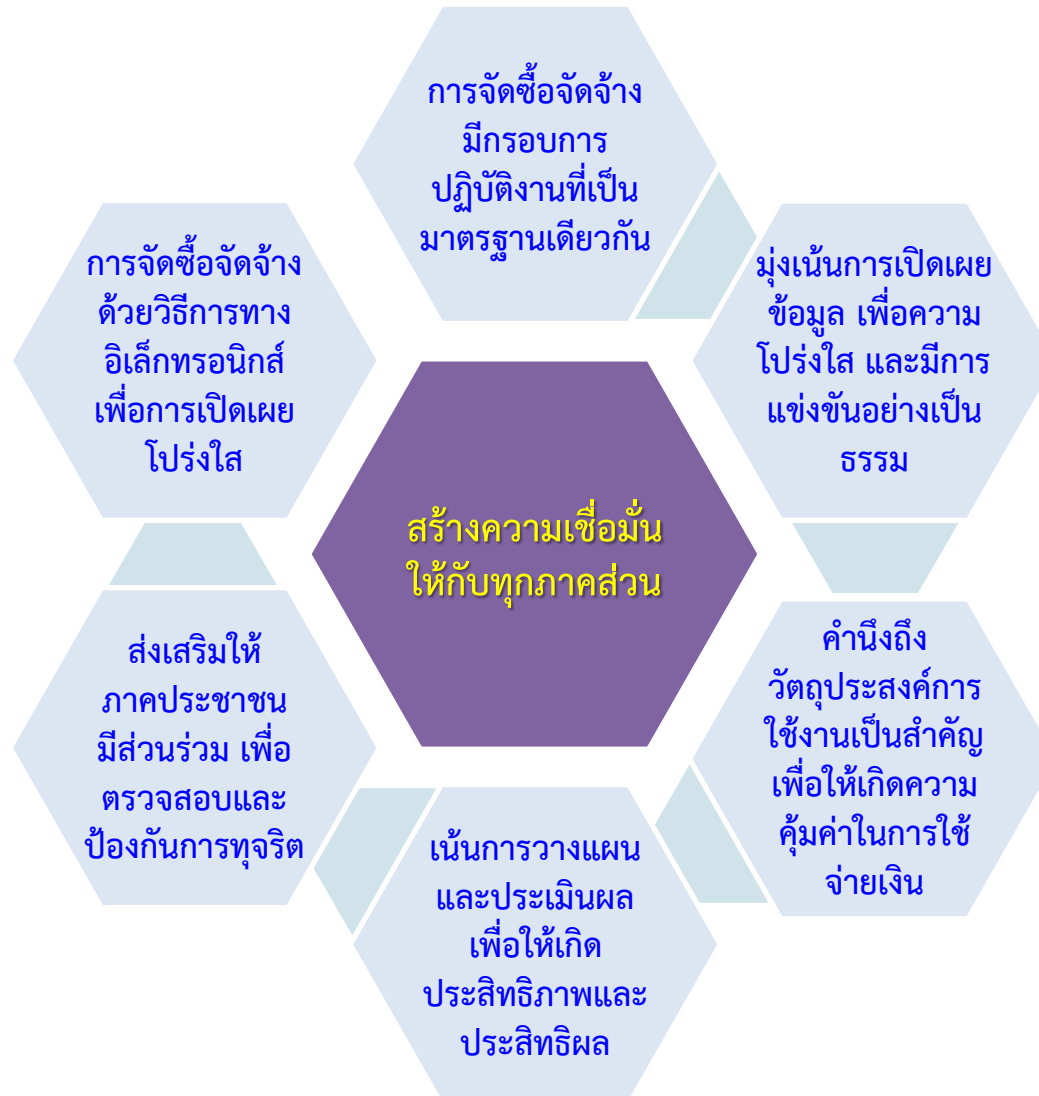 การจัดซื้อจัดจ้าง
มีกรอบการ
ปฏิบัติงานที่เป็น
มาตรฐานเดียวกัน
มุ่งเน้นการเปิดเผย
ข้อมูล เพื่อความ
โปร่งใส และมีการ
แข่งขันอย่างเป็น
ธรรม
คำนึงถึง
วัตถุประสงค์การ
ใช้งานเป็นสำคัญ
เพื่อให้เกิดความ
คุ้มค่าในการใช้
จ่ายเงิน
เน้นการวางแผน
และประเมินผล
เพื่อให้เกิด
ประสิทธิภาพและ
ประสิทธิผล
ส่งเสริมให้
ภาคประชาชน
มีส่วนร่วม เพื่อ
ตรวจสอบและ
ป้องกันการทุจริต
การจัดซื้อจัดจ้าง
ด้วยวิธีการทาง
อิเล็กทรอนิกส์
เพื่อการเปิดเผย
โปร่งใส
สร้างความเชื่อมั่น
ให้กับทุกภาคส่วน